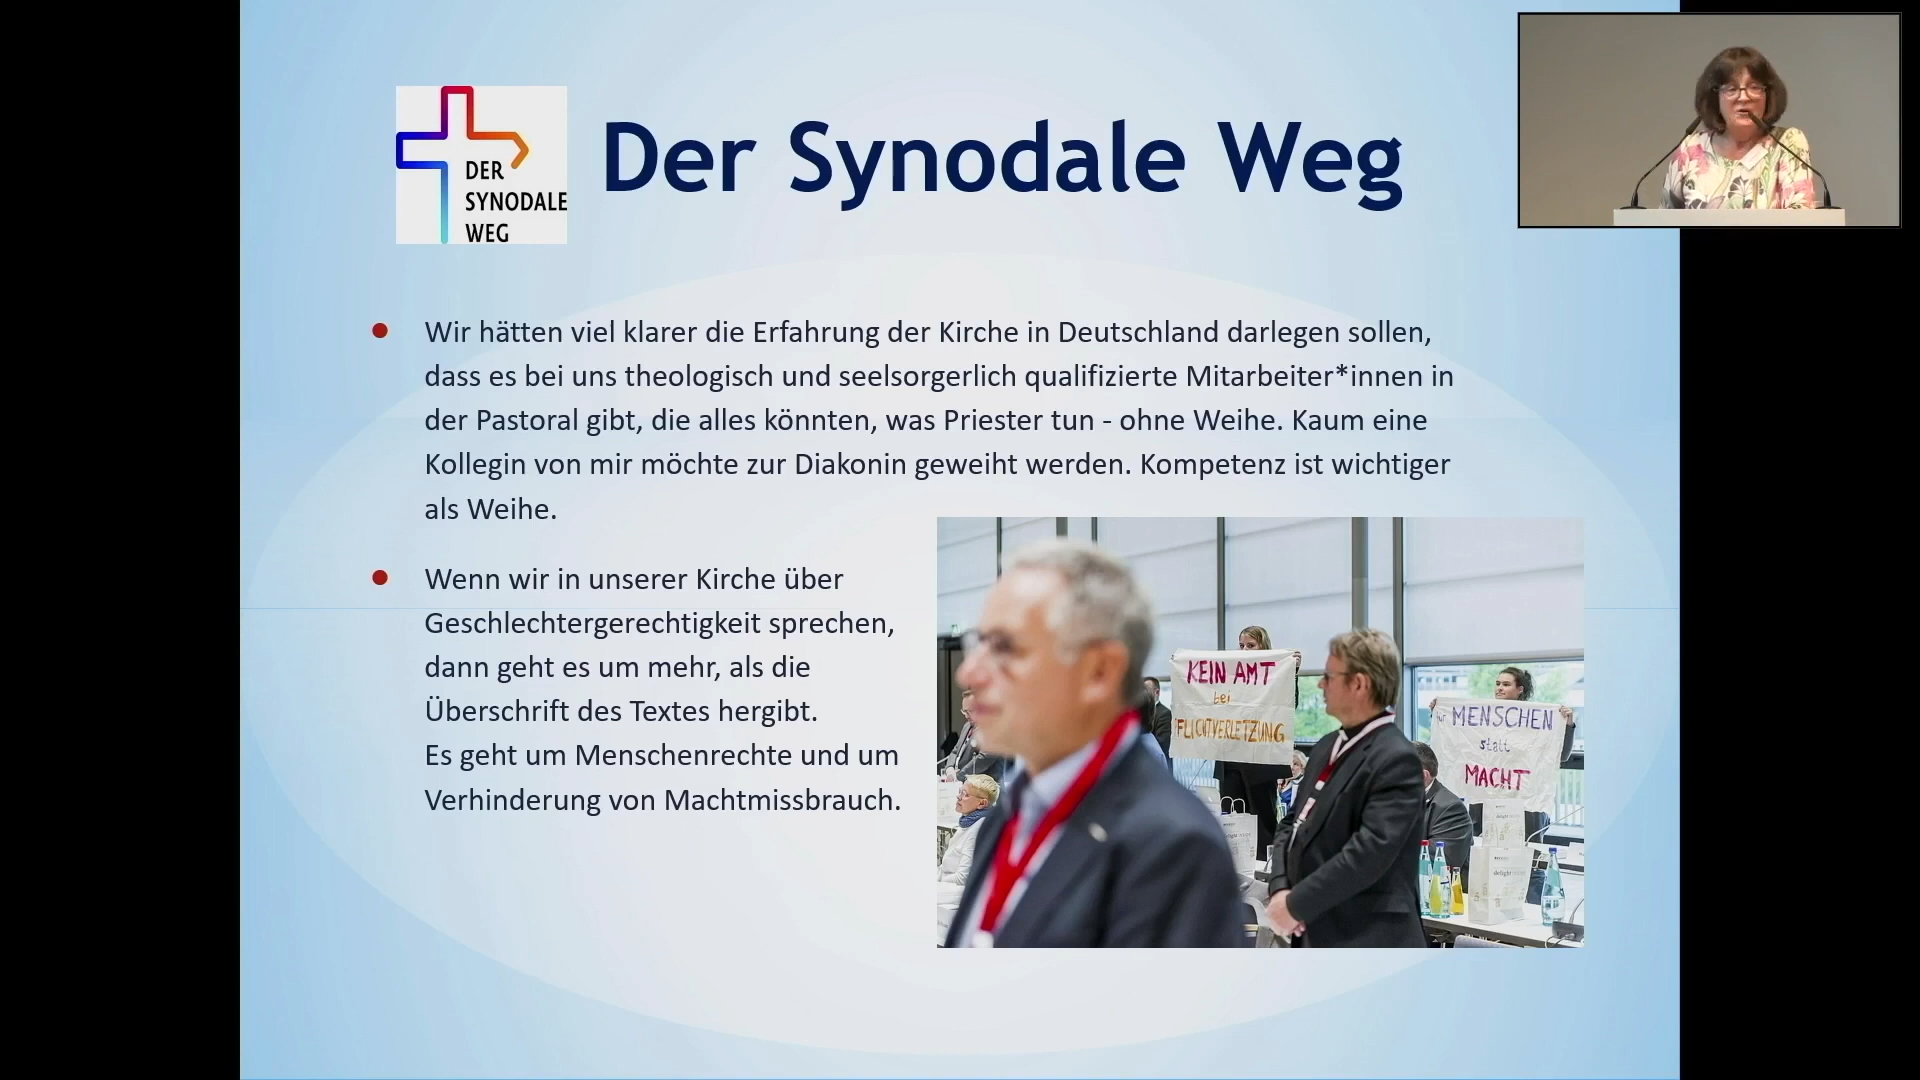 DER
SYNODALE
WEG
Der Synodale Weg
Wir hätten viel klarer die Erfahrung der Kirche in Deutschland darlegen sollen,
dass es bei uns theologisch und seelsorgerlich qualifizierte Mitarbeiter*innen in
der Pastoral gibt, die alles könnten, was Priester tun - ohne Weihe. Kaum eine
Kollegin von mir möchte zur Diakonin geweiht werden. Kompetenz ist wichtiger
als Weihe.
Wenn wir in unserer Kirche über
Geschlechtergerechtigkeit sprechen,
dann geht es um mehr, als die
Überschrift des Textes hergibt.
Es geht um Menschenrechte und um
Verhinderung von Machtmissbrauch.
KEIN AMT
bei
FLICHTVERLETZUNG
MENSCHEN
statt
MACHT